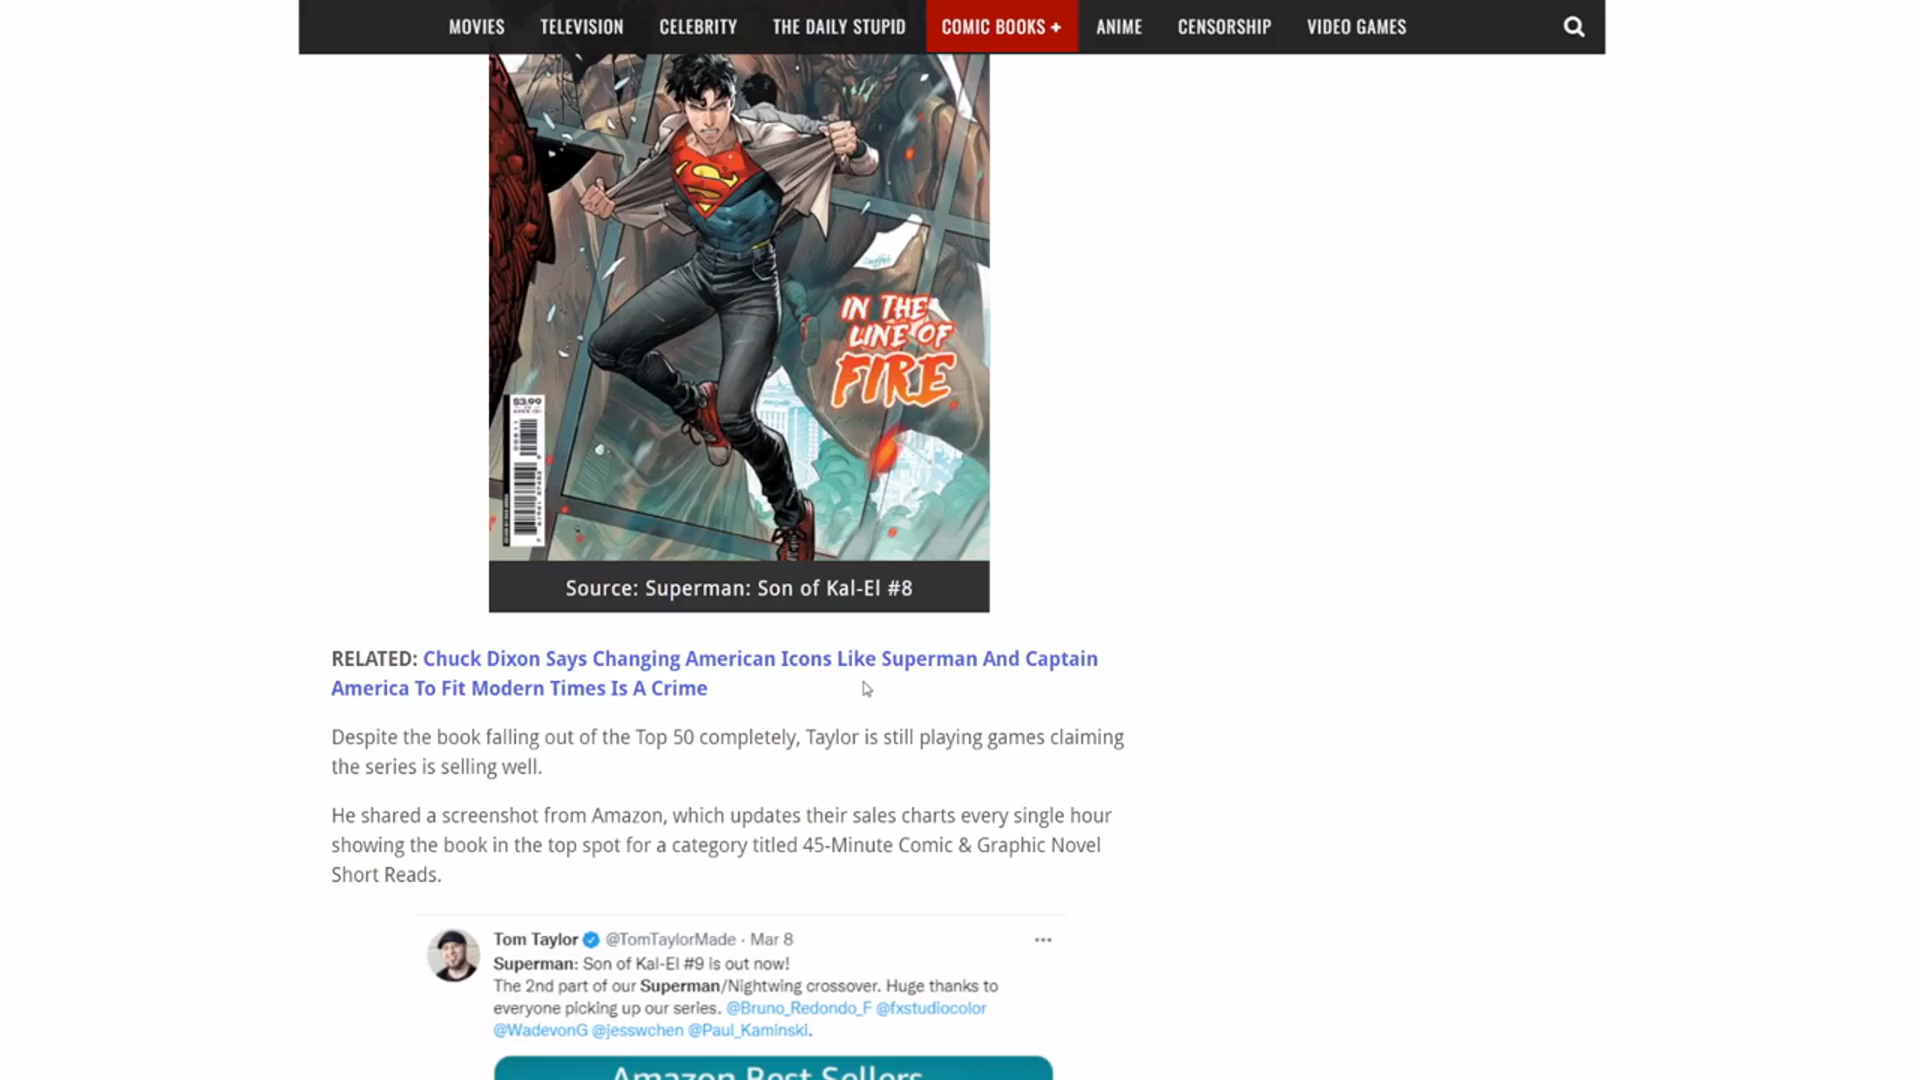 MOVIES TELEVISION CELEBRITY THE DAILY STUPID COMIC BOOKS + ANIME CENSORSHIP VIDEO GAMES
S
IN THE
LINE OF
FIRE
$3.99
Source: Superman: Son of Kal-El #8
RELATED: Chuck Dixon Says Changing American Icons Like Superman And Captain
America To Fit Modern Times Is A Crime
Despite the book falling out of the Top 50 completely, Taylor is still playing games claiming
the series is selling well.
He shared a screenshot from Amazon, which updates their sales charts every single hour
showing the book in the top spot for a category titled 45-Minute Comic & Graphic Novel
Short Reads.
Tom Taylor @TomTaylorMade · Mar 8
Superman: Son of Kal-El #9 is out now!
The 2nd part of our Superman/Nightwing crossover. Huge thanks to
everyone picking up our series. @Bruno_Redondo_F @fxstudiocolor
@WadevonG @jesswchen @Paul_Kaminski.
Amazon Best Sellers